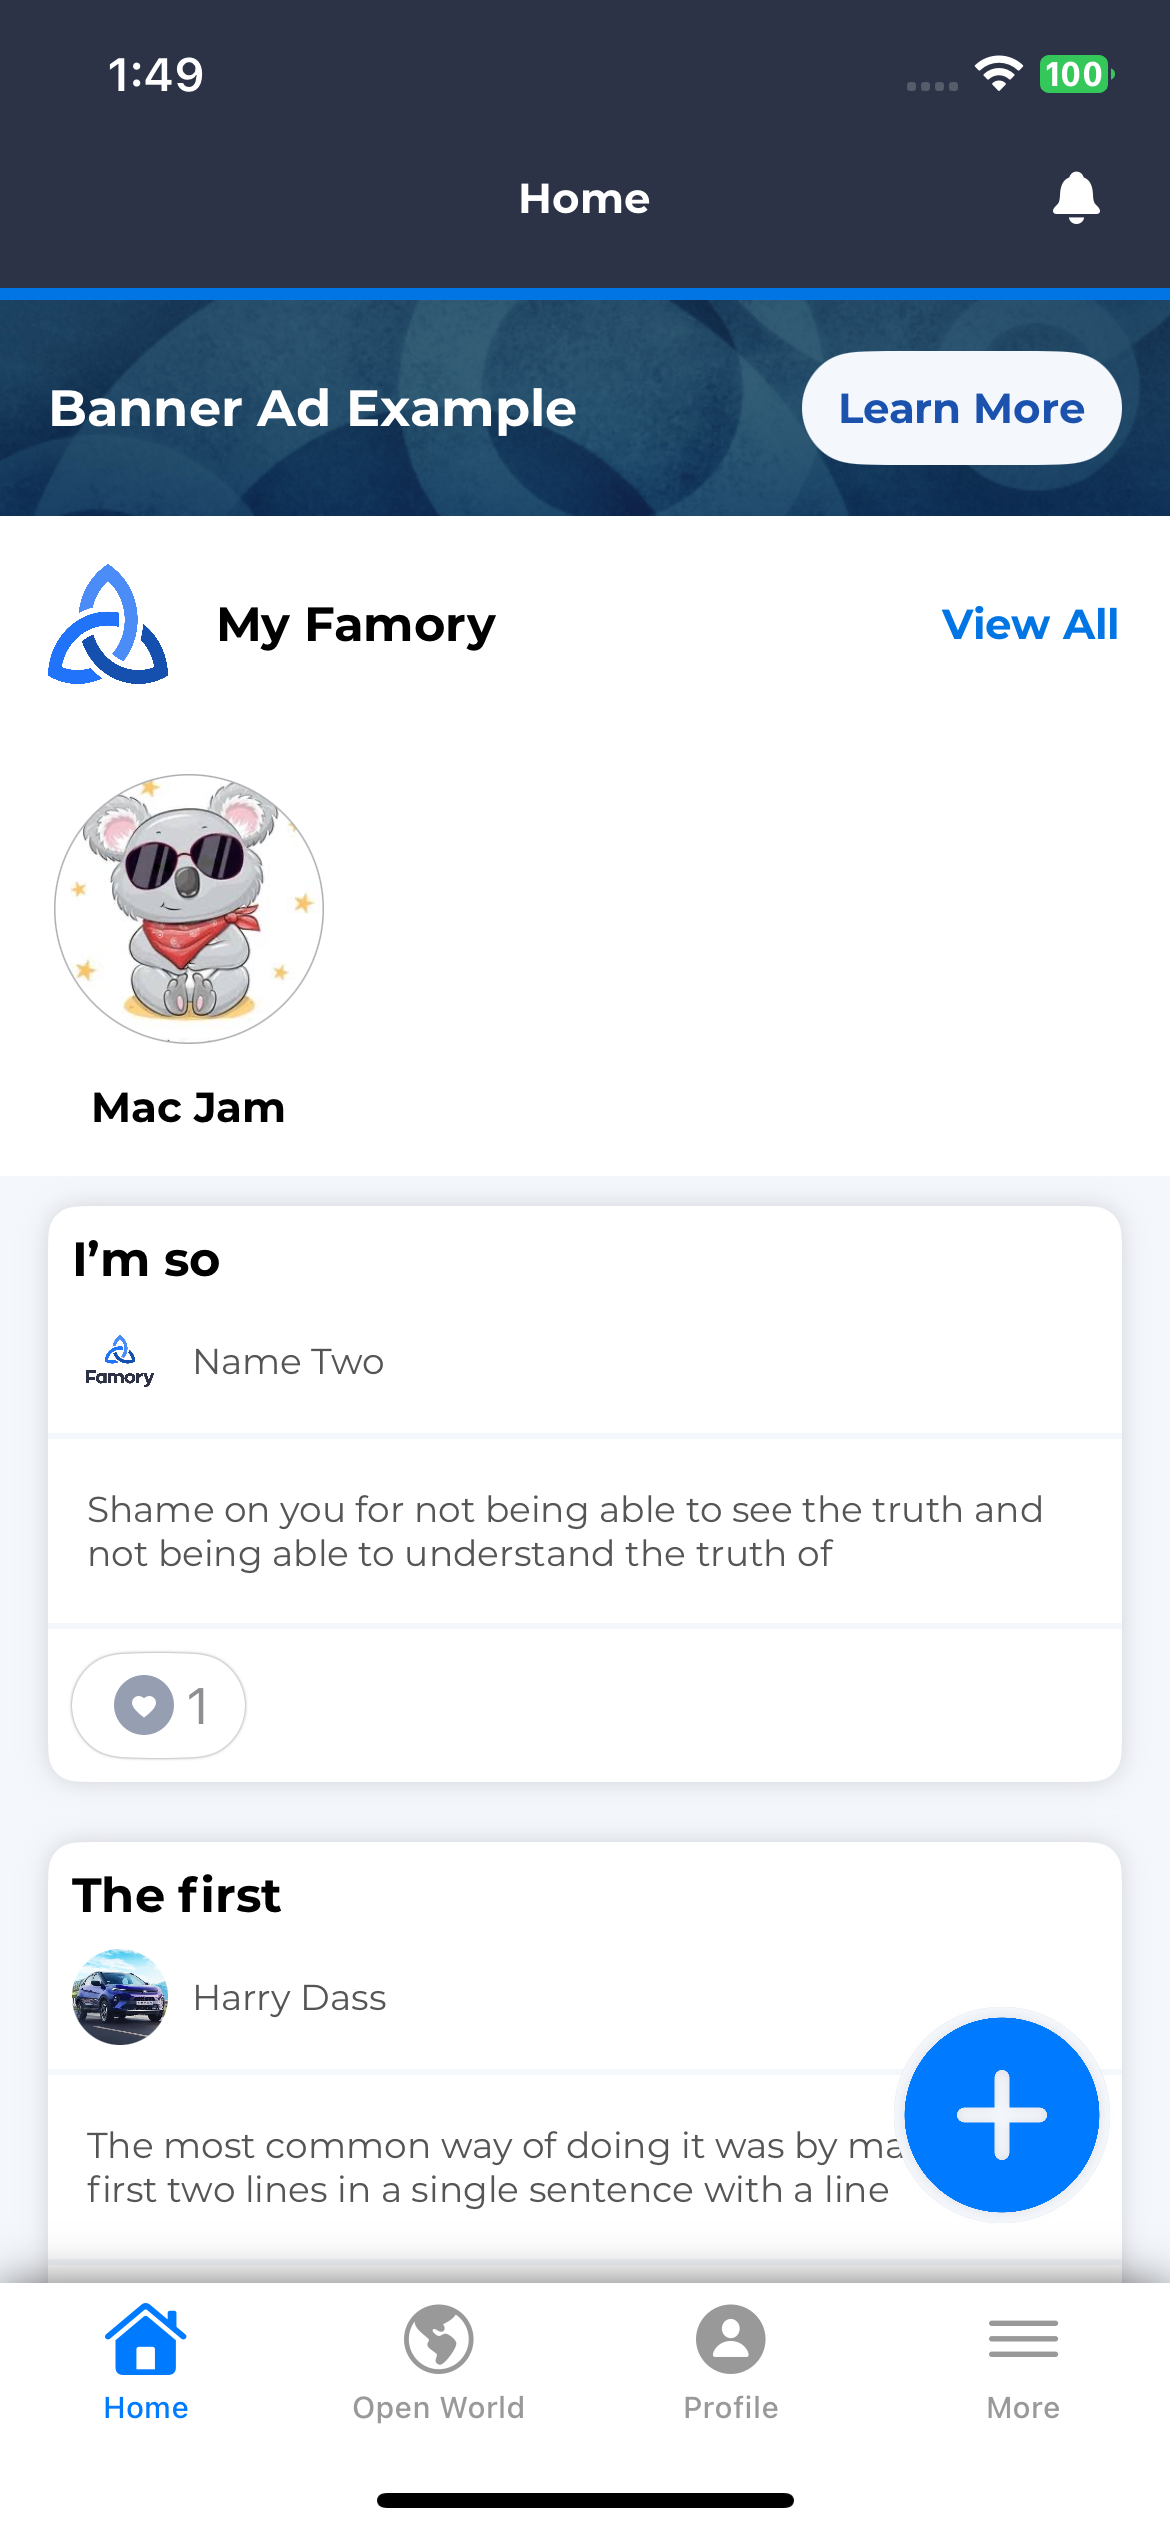 1:49
100
Home
Banner Ad Example
Learn More
My Famory
View All
Mac Jam
I’m so
Famory
Name Two
Shame on you for not being able to see the truth and
not being able to understand the truth of
1
The first
Harry Dass
The most common way of doing it was by ma
first two lines in a single sentence with a line
Home
Open World
Profile
More